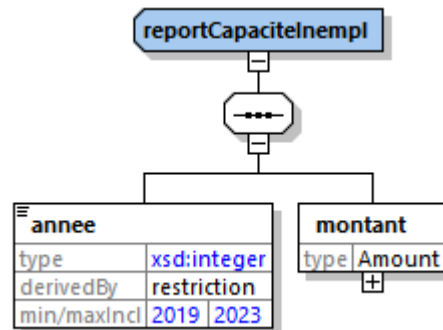 reportCapaciteInempl
annee
type xsd:integer
derivedBy restriction
min/maxIncl 2019 2023
montant
type Amount